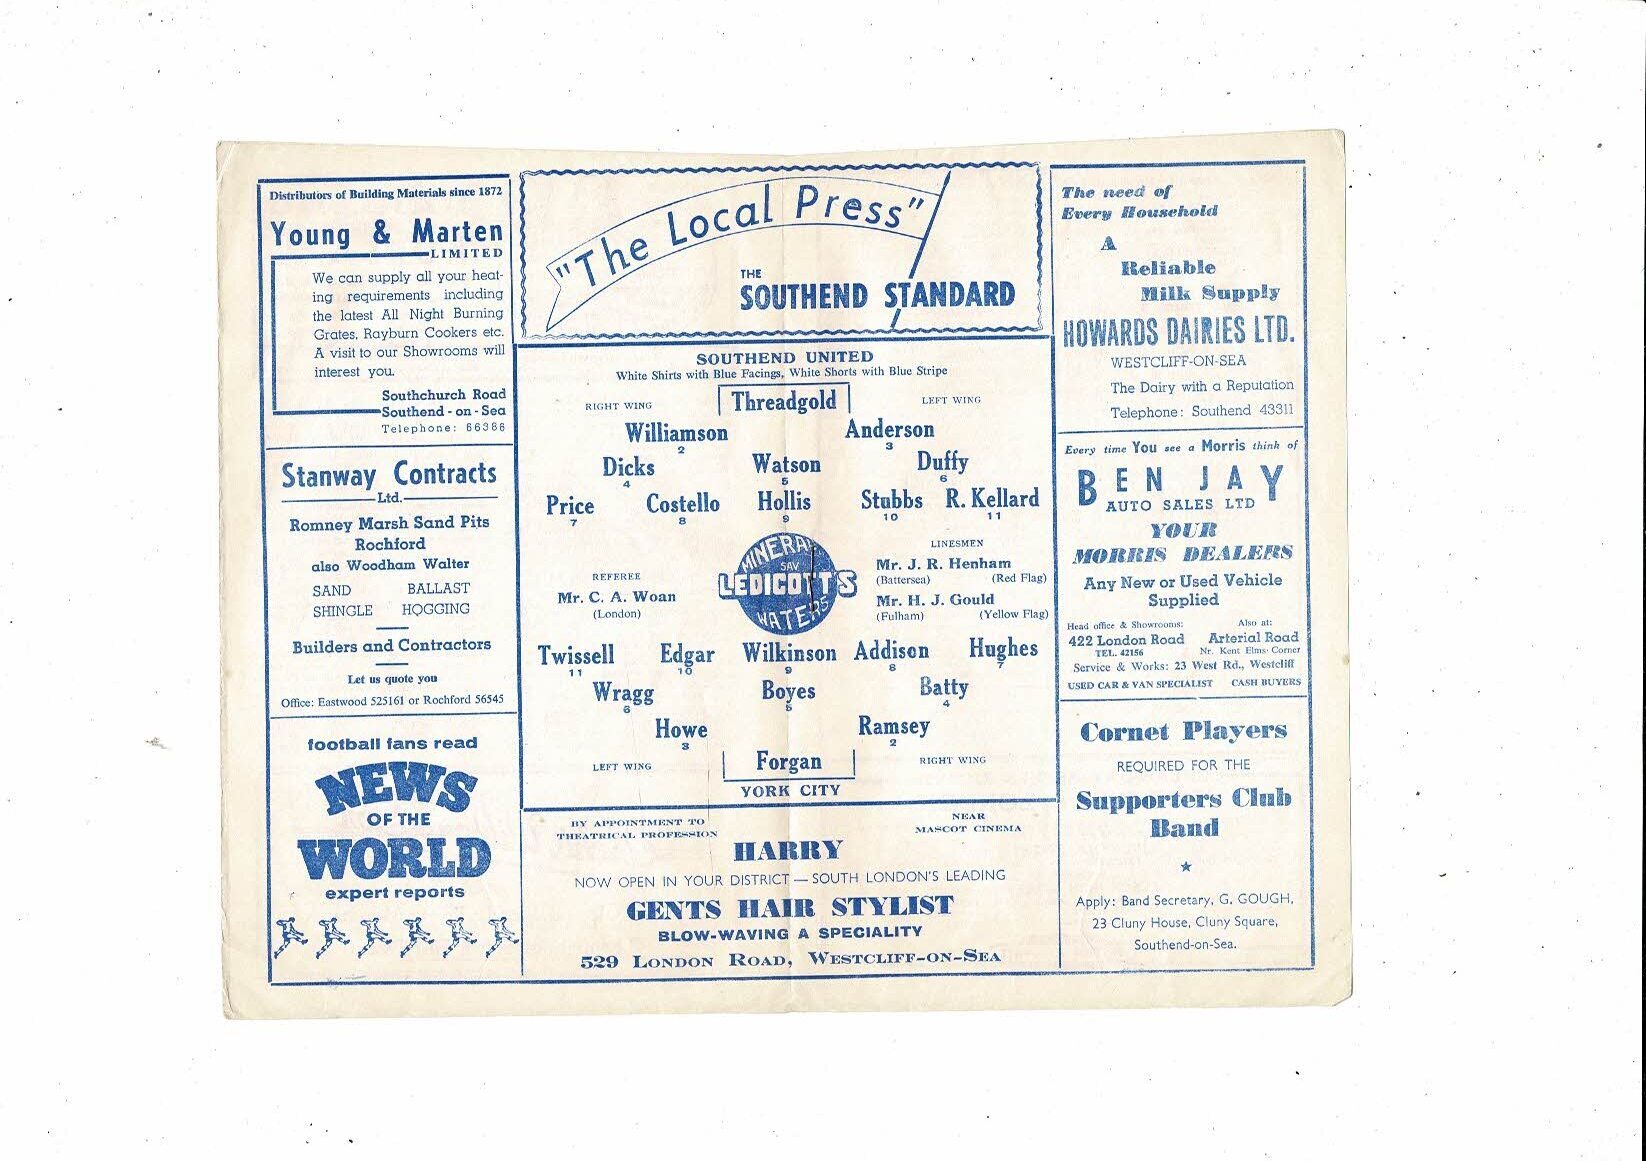 Distributors of Building Materials since 1872
Young & Marten
LIMITED
We can supply all your heat-
ing requirements including
the latest All Night Burning
Grates, Rayburn Cookers etc.
A visit to our Showrooms will
interest you.
Southchurch Road
Southend - on - Sea
Telephone: 66386
Stanway Contracts
Ltd.
Romney Marsh Sand Pits
Rochford
also Woodham Walter
SAND BALLAST
SHINGLE HOGGING
Builders and Contractors
Let us quote you
Office: Eastwood 525161 or Rochford 56545
football fans read
NEWS
OF THE
WORLD
expert reports
"The Local Press"
THE
SOUTHEND STANDARD
SOUTHEND UNITED
White Shirts with Blue Facings, White Shorts with Blue Stripe
RIGHT WING Threadgold LEFT WING
Williamson Anderson
2 3
Dicks Watson Duffy
4 5 6
Price Costello Hollis Stubbs R. Kellard
7 8 9 10 11
REFEREE
Mr. C. A. Woan
(London)
MINERAL
SAV
LEDICOTT'S
WATERS
LINESMEN
Mr. J. R. Henham
(Battersea) (Red Flag)
Mr. H. J. Gould
(Fulham) (Yellow Flag)
Twissell Edgar Wilkinson Addison Hughes
11 10 9 8 7
Wragg Boyes Batty
6 5 4
Howe Ramsey
3 2
LEFT WING Forgan RIGHT WING
YORK CITY
BY APPOINTMENT TO
THEATRICAL PROFESSION
NEAR
MASCOT CINEMA
HARRY
NOW OPEN IN YOUR DISTRICT — SOUTH LONDON'S LEADING
GENTS HAIR STYLIST
BLOW-WAVING A SPECIALITY
529 LONDON ROAD, WESTCLIFF-ON-SEA
The need of
Every Household
A
Reliable
Milk Supply
HOWARDS DAIRIES LTD.
WESTCLIFF-ON-SEA
The Dairy with a Reputation
Telephone: Southend 43311
Every time You see a Morris think of
BEN JAY
AUTO SALES LTD
YOUR
MORRIS DEALERS
Any New or Used Vehicle
Supplied
Head office & Showrooms: Also at:
422 London Road Arterial Road
TEL. 42156 Nr. Kent Elms Corner
Service & Works: 23 West Rd., Westcliff
USED CAR & VAN SPECIALIST CASH BUYERS
Cornet Players
REQUIRED FOR THE
Supporters Club
Band
Apply: Band Secretary, G. GOUGH,
23 Cluny House, Cluny Square,
Southend-on-Sea.